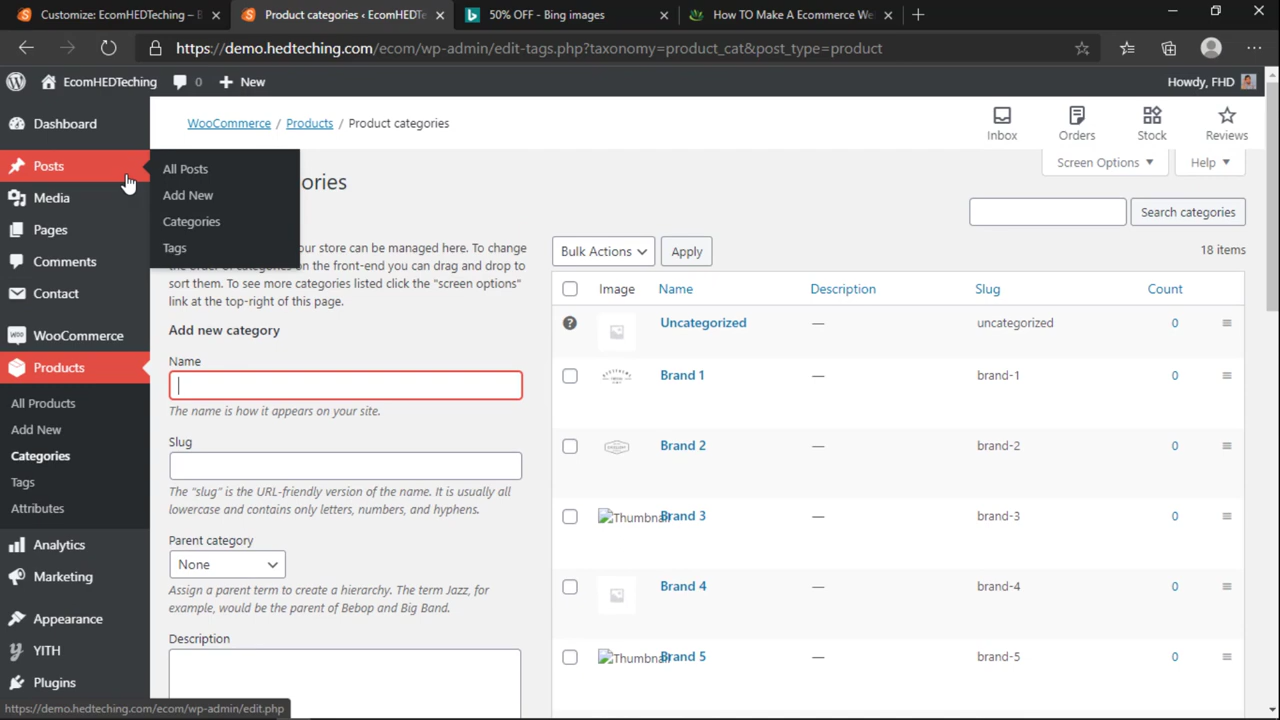 Customize: EcomHEDTeching –
Product categories ‹ EcomHEDT
50% OFF - Bing images
How TO Make A Ecommerce We
https://demo.hedteching.com/ecom/wp-admin/edit-tags.php?taxonomy=product_cat&post_type=product
EcomHEDTeching
0
New
Howdy, FHD
Dashboard
Posts
Media
Pages
Comments
Contact
WooCommerce
Products
All Products
Add New
Categories
Tags
Attributes
Analytics
Marketing
Appearance
YITH
Plugins
All Posts
Add New
Categories
Tags
WooCommerce / Products / Product categories
Inbox
Orders
Stock
Reviews
Screen Options
Help
ories
Search categories
our store can be managed here. To change
the order of categories on the front-end you can drag and drop to
sort them. To see more categories listed click the "screen options"
link at the top-right of this page.
Add new category
Name
The name is how it appears on your site.
Slug
The "slug" is the URL-friendly version of the name. It is usually all
lowercase and contains only letters, numbers, and hyphens.
Parent category
None
Assign a parent term to create a hierarchy. The term Jazz, for
example, would be the parent of Bebop and Big Band.
Description
Bulk Actions
Apply
18 items
Image Name Description Slug Count
Uncategorized — uncategorized 0
Brand 1 — brand-1 0
Brand 2 — brand-2 0
Thumbnail Brand 3 — brand-3 0
Brand 4 — brand-4 0
Thumbnail Brand 5 — brand-5 0
https://demo.hedteching.com/ecom/wp-admin/edit.php